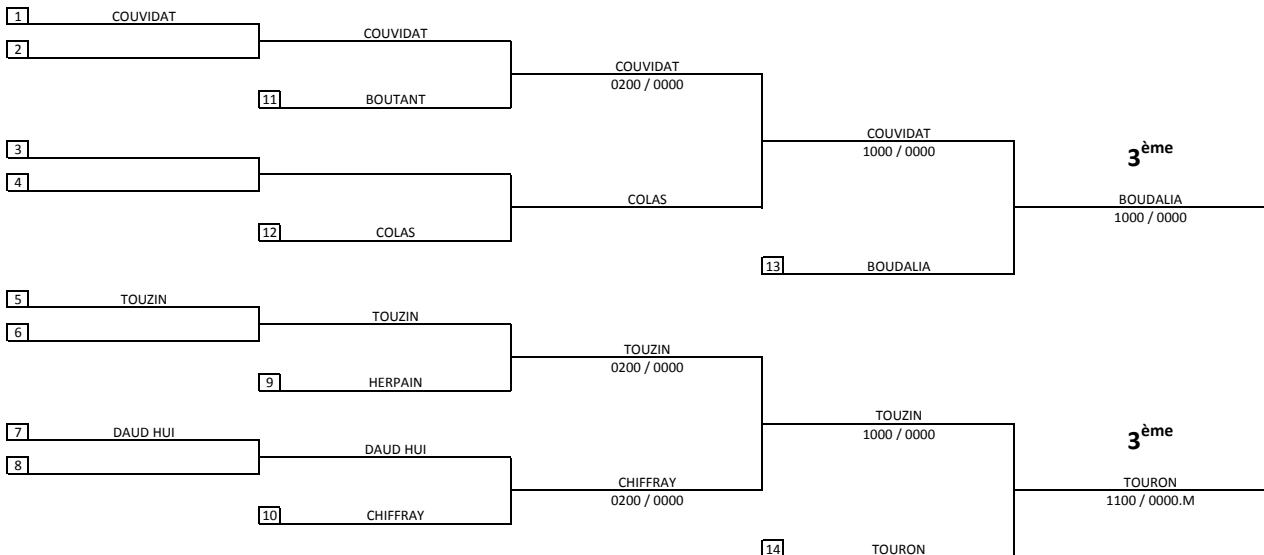 1 COUVIDAT
COUVIDAT
2
COUVIDAT
0200 / 0000
11 BOUTANT
COUVIDAT
1000 / 0000
3
3ème
4
COLAS
BOUDALIA
1000 / 0000
12 COLAS
13 BOUDALIA
5 TOUZIN
TOUZIN
6
TOUZIN
0200 / 0000
9 HERPAIN
TOUZIN
1000 / 0000
7 DAUD HUI
3ème
DAUD HUI
8
CHIFFRAY
0200 / 0000
TOURON
1100 / 0000.M
10 CHIFFRAY
14 TOURON